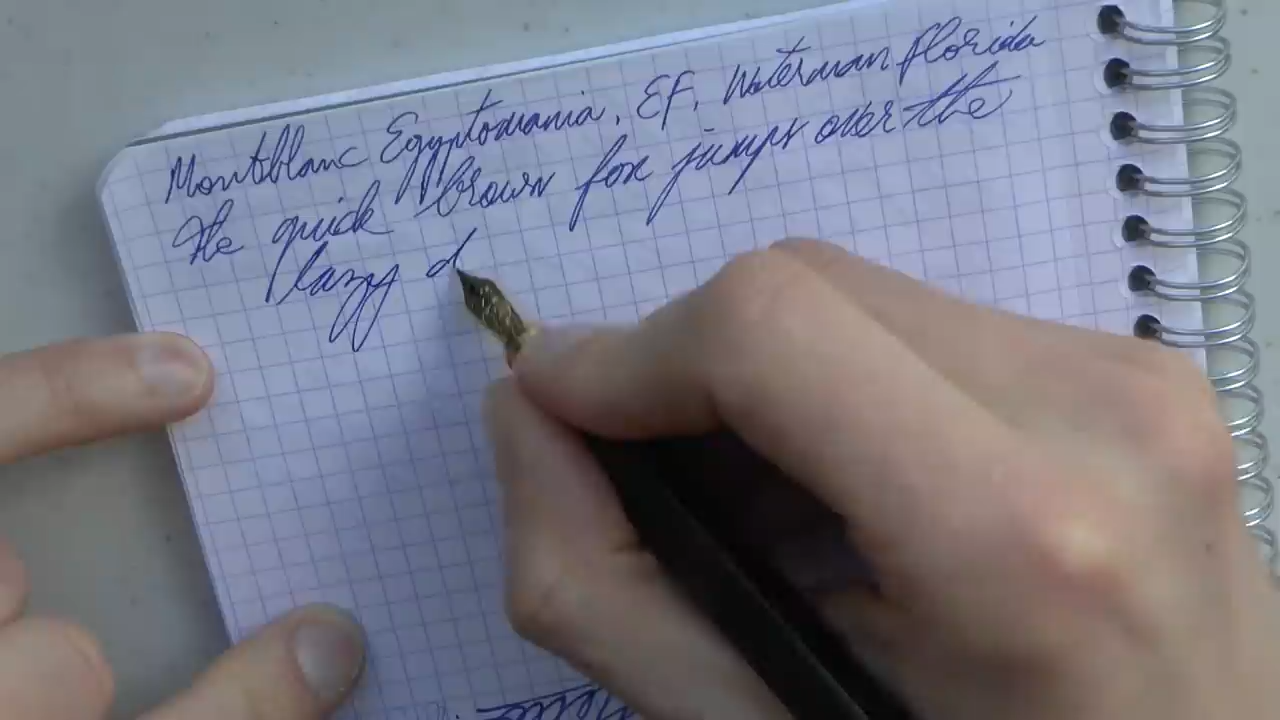 Montblanc Egyptomania, EF, Waterman Florida
The quick brown fox jumps over the
lazy d